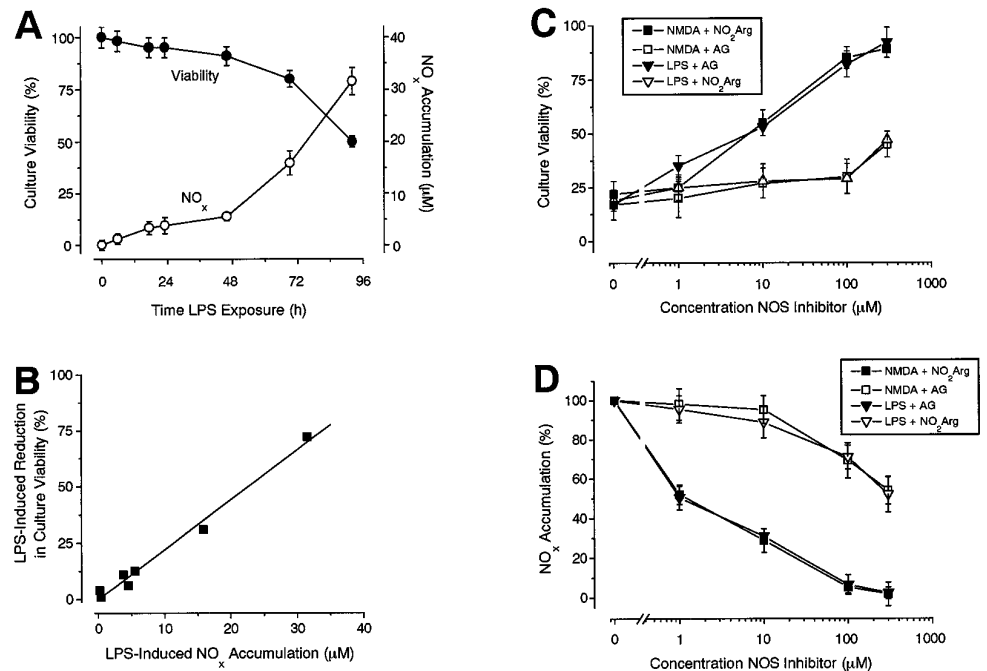 A
100
75
50
25
0
Culture Viability (%)
Viability
NOx
40
30
20
10
0
NOx Accumulation (μM)
0 24 48 72 96
Time LPS Exposure (h)
B
100
75
50
25
0
LPS-Induced Reduction
in Culture Viability (%)
0 10 20 30 40
LPS-Induced NOx Accumulation (μM)
C
NMDA + NO2Arg
NMDA + AG
LPS + AG
LPS + NO2Arg
100
75
50
25
0
Culture Viability (%)
0 1 10 100 1000
Concentration NOS Inhibitor (μM)
D
NMDA + NO2Arg
NMDA + AG
LPS + AG
LPS + NO2Arg
100
80
60
40
20
0
NOx Accumulation (%)
0 1 10 100 1000
Concentration NOS Inhibitor (μM)